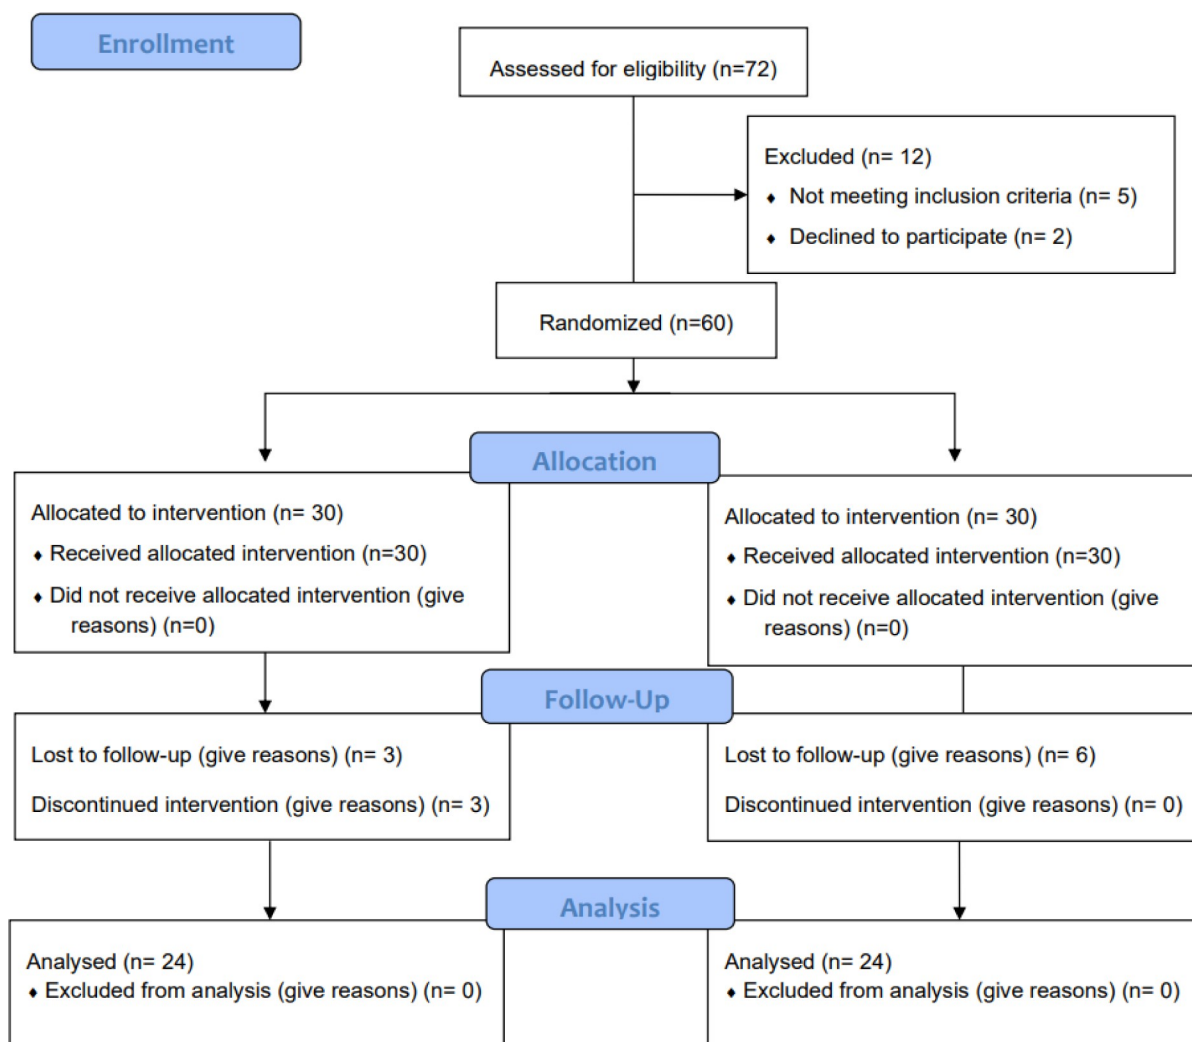 Enrollment
Assessed for eligibility (n=72)
Excluded (n= 12)
♦ Not meeting inclusion criteria (n= 5)
♦ Declined to participate (n= 2)
Randomized (n=60)
Allocation
Allocated to intervention (n= 30)
♦ Received allocated intervention (n=30)
♦ Did not receive allocated intervention (give
reasons) (n=0)
Allocated to intervention (n= 30)
♦ Received allocated intervention (n=30)
♦ Did not receive allocated intervention (give
reasons) (n=0)
Follow-Up
Lost to follow-up (give reasons) (n= 3)
Discontinued intervention (give reasons) (n= 3)
Lost to follow-up (give reasons) (n= 6)
Discontinued intervention (give reasons) (n= 0)
Analysis
Analysed (n= 24)
♦ Excluded from analysis (give reasons) (n= 0)
Analysed (n= 24)
♦ Excluded from analysis (give reasons) (n= 0)